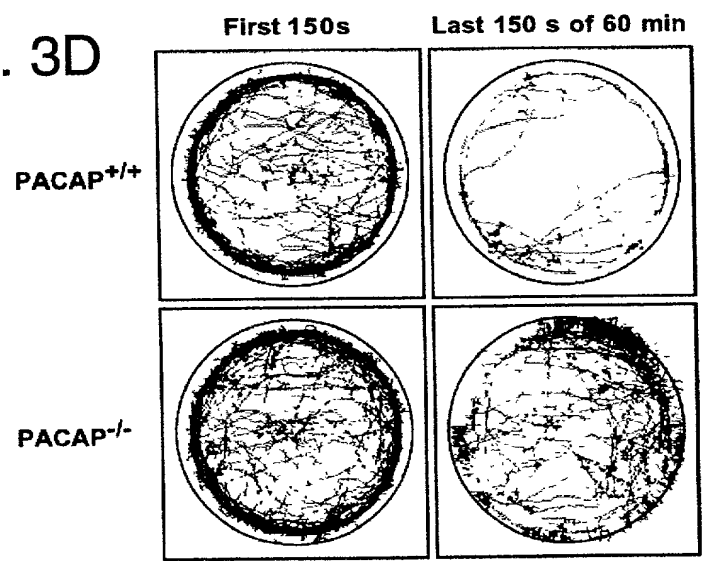 First 150s
Last 150 s of 60 min
. 3D
PACAP+/+
PACAP-/-